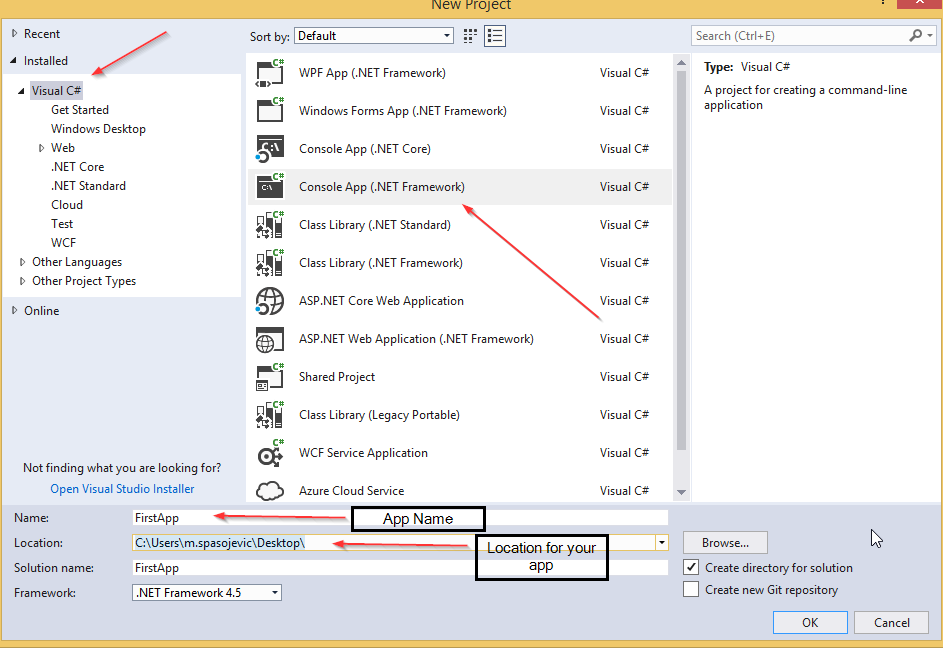 New Project
Recent
Installed
Visual C#
Get Started
Windows Desktop
Web
.NET Core
.NET Standard
Cloud
Test
WCF
Other Languages
Other Project Types
Online
Not finding what you are looking for?
Open Visual Studio Installer
Sort by: Default
WPF App (.NET Framework) Visual C#
Windows Forms App (.NET Framework) Visual C#
Console App (.NET Core) Visual C#
Console App (.NET Framework) Visual C#
Class Library (.NET Standard) Visual C#
Class Library (.NET Framework) Visual C#
ASP.NET Core Web Application Visual C#
ASP.NET Web Application (.NET Framework) Visual C#
Shared Project Visual C#
Class Library (Legacy Portable) Visual C#
WCF Service Application Visual C#
Azure Cloud Service Visual C#
Search (Ctrl+E)
Type: Visual C#
A project for creating a command-line
application
Name: FirstApp
App Name
Location: C:\Users\m.spasojevic\Desktop\
Location for your
app
Browse...
Solution name: FirstApp
Create directory for solution
Framework: .NET Framework 4.5
Create new Git repository
OK Cancel